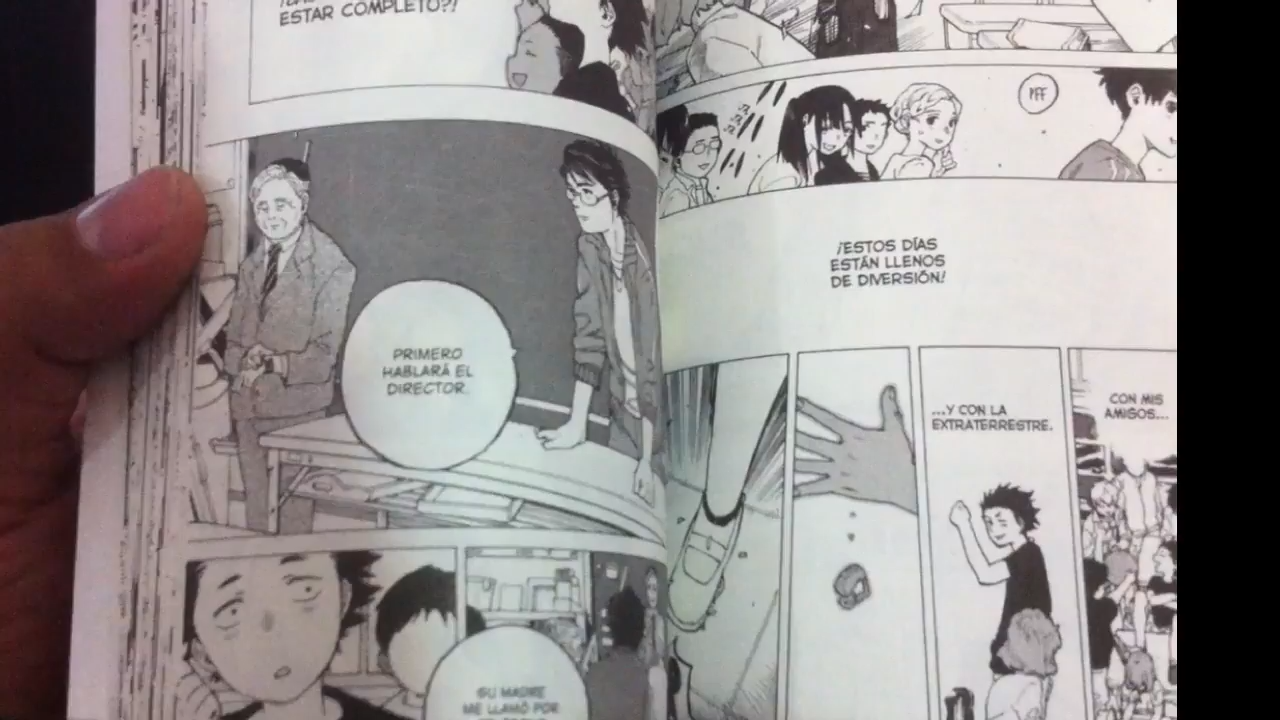 ESTAR COMPLETO?!
PRIMERO
HABLARÁ EL
DIRECTOR.
SU MADRE
ME LLAMÓ POR
PFF
¡ESTOS DÍAS
ESTÁN LLENOS
DE DIVERSIÓN!
CON MIS
AMIGOS...
...Y CON LA
EXTRATERRESTRE.